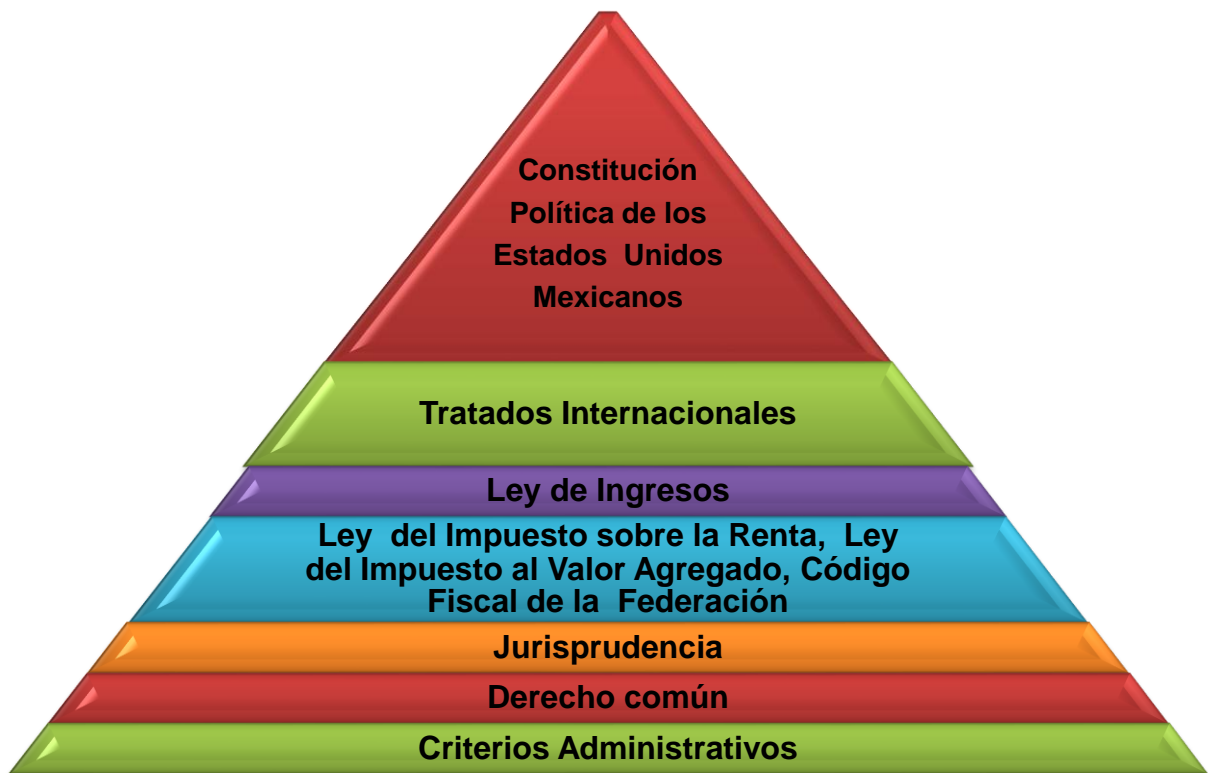 Constitución
Política de los
Estados  Unidos
Mexicanos
Tratados Internacionales
Ley de Ingresos
Ley  del Impuesto sobre la Renta,  Ley
del Impuesto al Valor Agregado, Código
Fiscal de la  Federación
Jurisprudencia
Derecho común
Criterios Administrativos